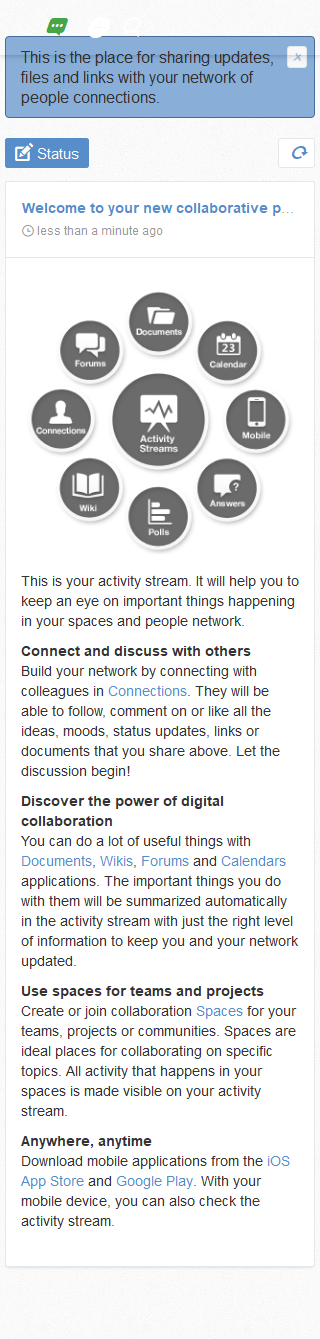 This is the place for sharing updates,
files and links with your network of
people connections.
x
Status
Welcome to your new collaborative p...
less than a minute ago
Documents
Forums
Calendar
23
Connections
Activity
Streams
Mobile
Wiki
Answers
?
Polls
This is your activity stream. It will help you to
keep an eye on important things happening
in your spaces and people network.
Connect and discuss with others
Build your network by connecting with
colleagues in Connections. They will be
able to follow, comment on or like all the
ideas, moods, status updates, links or
documents that you share above. Let the
discussion begin!
Discover the power of digital
collaboration
You can do a lot of useful things with
Documents, Wikis, Forums and Calendars
applications. The important things you do
with them will be summarized automatically
in the activity stream with just the right level
of information to keep you and your network
updated.
Use spaces for teams and projects
Create or join collaboration Spaces for your
teams, projects or communities. Spaces are
ideal places for collaborating on specific
topics. All activity that happens in your
spaces is made visible on your activity
stream.
Anywhere, anytime
Download mobile applications from the iOS
App Store and Google Play. With your
mobile device, you can also check the
activity stream.